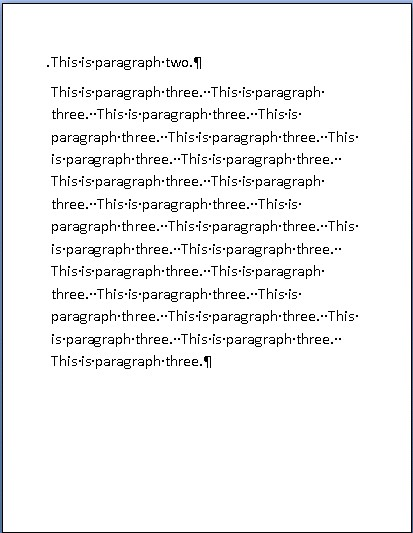 .This·is·paragraph·two.¶
This·is·paragraph·three.··This·is·paragraph·
three.··This·is·paragraph·three.··This·is·
paragraph·three.··This·is·paragraph·three.··This·
is·paragraph·three.··This·is·paragraph·three.··
This·is·paragraph·three.··This·is·paragraph·
three.··This·is·paragraph·three.··This·is·
paragraph·three.··This·is·paragraph·three.··This·
is·paragraph·three.··This·is·paragraph·three.··
This·is·paragraph·three.··This·is·paragraph·
three.··This·is·paragraph·three.··This·is·
paragraph·three.··This·is·paragraph·three.··This·
is·paragraph·three.··This·is·paragraph·three.··
This·is·paragraph·three.¶